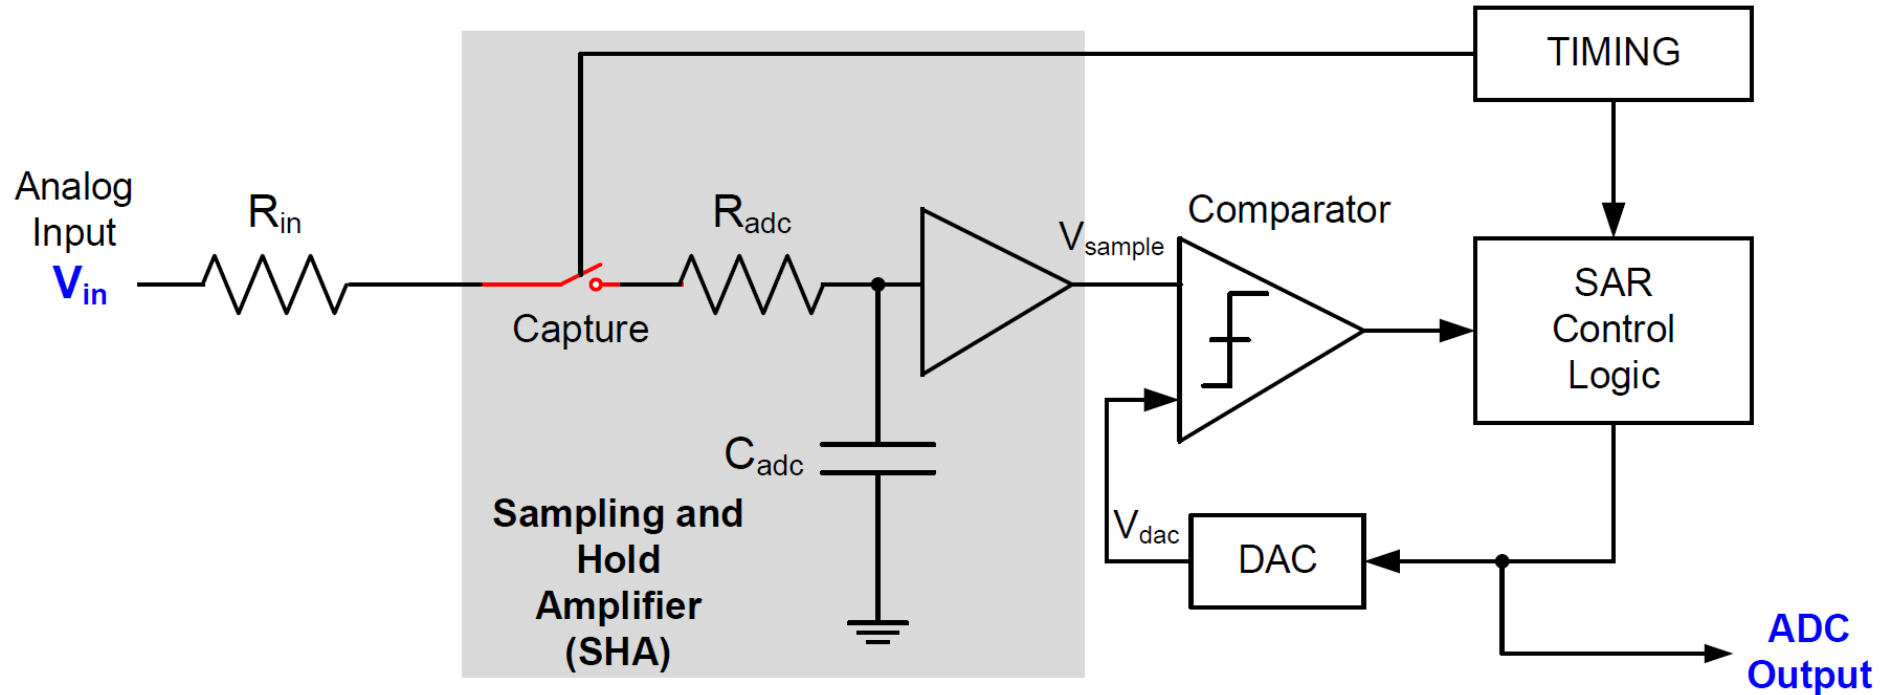 TIMING
Analog
Input
Vin
Rin
Capture
Radc
Cadc
Sampling and
Hold
Amplifier
(SHA)
Vsample
Comparator
SAR
Control
Logic
Vdac
DAC
ADC
Output